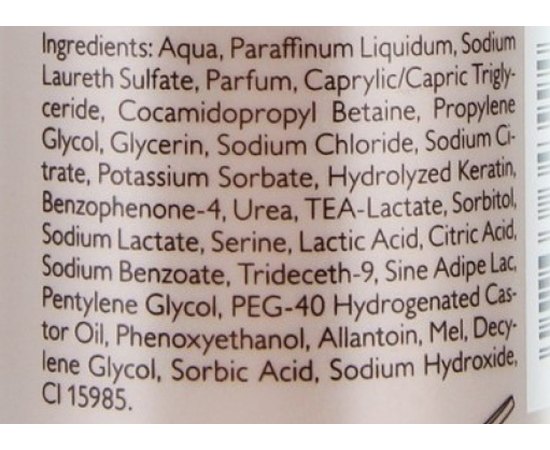 Ingredients: Aqua, Paraffinum Liquidum, Sodium
Laureth Sulfate, Parfum, Caprylic/Capric Trigly-
ceride, Cocamidopropyl Betaine, Propylene
Glycol, Glycerin, Sodium Chloride, Sodium Ci-
trate, Potassium Sorbate, Hydrolyzed Keratin,
Benzophenone-4, Urea, TEA-Lactate, Sorbitol,
Sodium Lactate, Serine, Lactic Acid, Citric Acid,
Sodium Benzoate, Trideceth-9, Sine Adipe Lac,
Pentylene Glycol, PEG-40 Hydrogenated Cas-
tor Oil, Phenoxyethanol, Allantoin, Mel, Decy-
lene Glycol, Sorbic Acid, Sodium Hydroxide,
CI 15985.